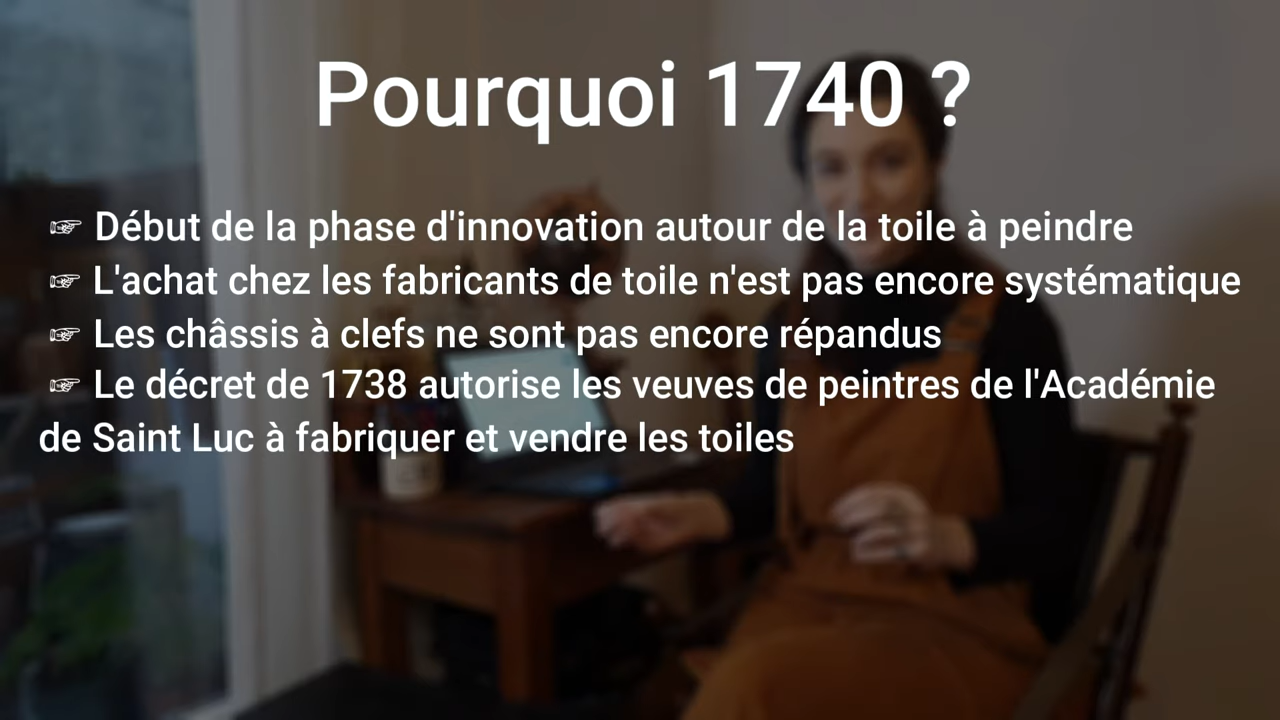 Pourquoi 1740 ?
☞ Début de la phase d'innovation autour de la toile à peindre
☞ L'achat chez les fabricants de toile n'est pas encore systématique
☞ Les châssis à clefs ne sont pas encore répandus
☞ Le décret de 1738 autorise les veuves de peintres de l'Académie
de Saint Luc à fabriquer et vendre les toiles